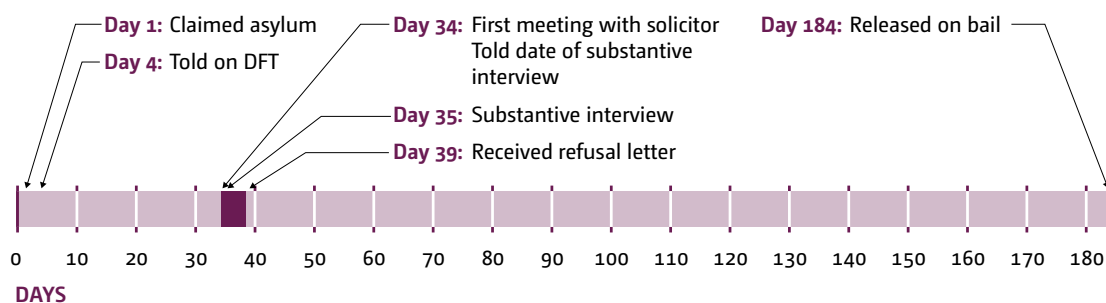 Day 1: Claimed asylum
Day 4: Told on DFT
Day 34: First meeting with solicitor
Told date of substantive
interview
Day 35: Substantive interview
Day 39: Received refusal letter
Day 184: Released on bail
0 10 20 30 40 50 60 70 80 90 100 110 120 130 140 150 160 170 180
DAYS